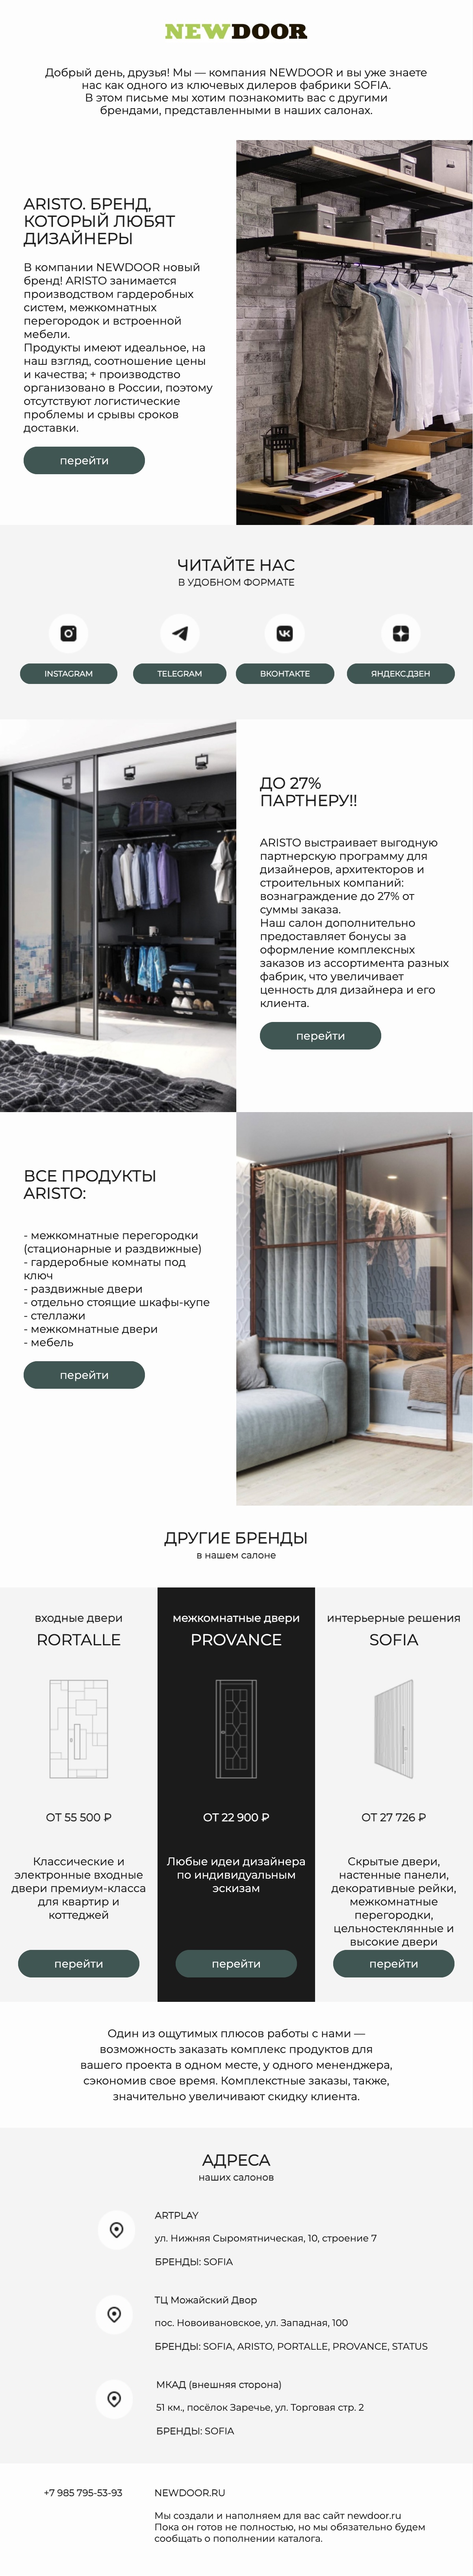 NEWDOOR
Добрый день, друзья! Мы — компания NEWDOOR и вы уже знаете
нас как одного из ключевых дилеров фабрики SOFIA.
В этом письме мы хотим познакомить вас с другими
брендами, представленными в наших салонах.
ARISTO. БРЕНД,
КОТОРЫЙ ЛЮБЯТ
ДИЗАЙНЕРЫ
В компании NEWDOOR новый
бренд! ARISTO занимается
производством гардеробных
систем, межкомнатных
перегородок и встроенной
мебели.
Продукты имеют идеальное, на
наш взгляд, соотношение цены
и качества; + производство
организовано в России, поэтому
отсутствуют логистические
проблемы и срывы сроков
доставки.
перейти
ЧИТАЙТЕ НАС
В УДОБНОМ ФОРМАТЕ
INSTAGRAM
TELEGRAM
ВКОНТАКТЕ
ЯНДЕКС.ДЗЕН
ДО 27%
ПАРТНЕРУ!!
ARISTO выстраивает выгодную
партнерскую программу для
дизайнеров, архитекторов и
строительных компаний:
вознаграждение до 27% от
суммы заказа.
Наш салон дополнительно
предоставляет бонусы за
оформление комплексных
заказов из ассортимента разных
фабрик, что увеличивает
ценность для дизайнера и его
клиента.
перейти
ВСЕ ПРОДУКТЫ
ARISTO:
- межкомнатные перегородки
(стационарные и раздвижные)
- гардеробные комнаты под
ключ
- раздвижные двери
- отдельно стоящие шкафы-купе
- стеллажи
- межкомнатные двери
- мебель
перейти
ДРУГИЕ БРЕНДЫ
в нашем салоне
входные двери
RORTALLE
ОТ 55 500 ₽
Классические и
электронные входные
двери премиум-класса
для квартир и
коттеджей
перейти
межкомнатные двери
PROVANCE
ОТ 22 900 ₽
Любые идеи дизайнера
по индивидуальным
эскизам
перейти
интерьерные решения
SOFIA
ОТ 27 726 ₽
Скрытые двери,
настенные панели,
декоративные рейки,
межкомнатные
перегородки,
цельностеклянные и
высокие двери
перейти
Один из ощутимых плюсов работы с нами —
возможность заказать комплекс продуктов для
вашего проекта в одном месте, у одного мененджера,
сэкономив свое время. Комплекстные заказы, также,
значительно увеличивают скидку клиента.
АДРЕСА
наших салонов
ARTPLAY
ул. Нижняя Сыромятническая, 10, строение 7
БРЕНДЫ: SOFIA
ТЦ Можайский Двор
пос. Новоивановское, ул. Западная, 100
БРЕНДЫ: SOFIA, ARISTO, PORTALLE, PROVANCE, STATUS
МКАД (внешняя сторона)
51 км., посёлок Заречье, ул. Торговая стр. 2
БРЕНДЫ: SOFIA
+7 985 795-53-93
NEWDOOR.RU
Мы создали и наполняем для вас сайт newdoor.ru
Пока он готов не полностью, но мы обязательно будем
сообщать о пополнении каталога.